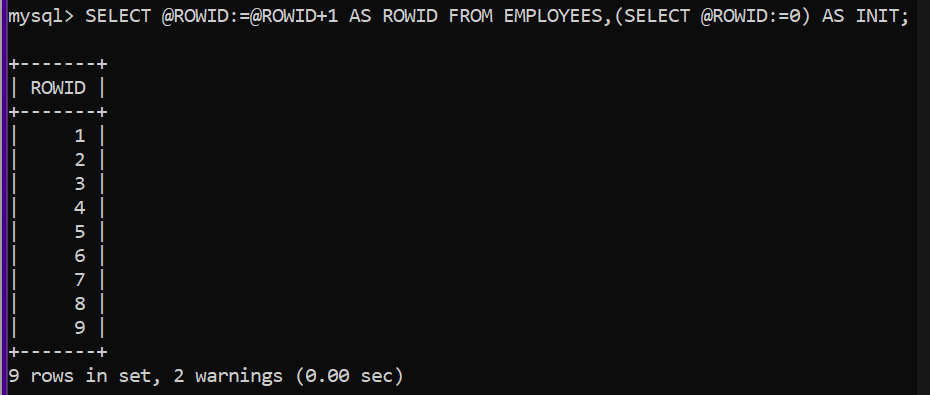 mysql> SELECT @ROWID:=@ROWID+1 AS ROWID FROM EMPLOYEES,(SELECT @ROWID:=0) AS INIT;
+-------+
| ROWID |
+-------+
|     1 |
|     2 |
|     3 |
|     4 |
|     5 |
|     6 |
|     7 |
|     8 |
|     9 |
+-------+
9 rows in set, 2 warnings (0.00 sec)